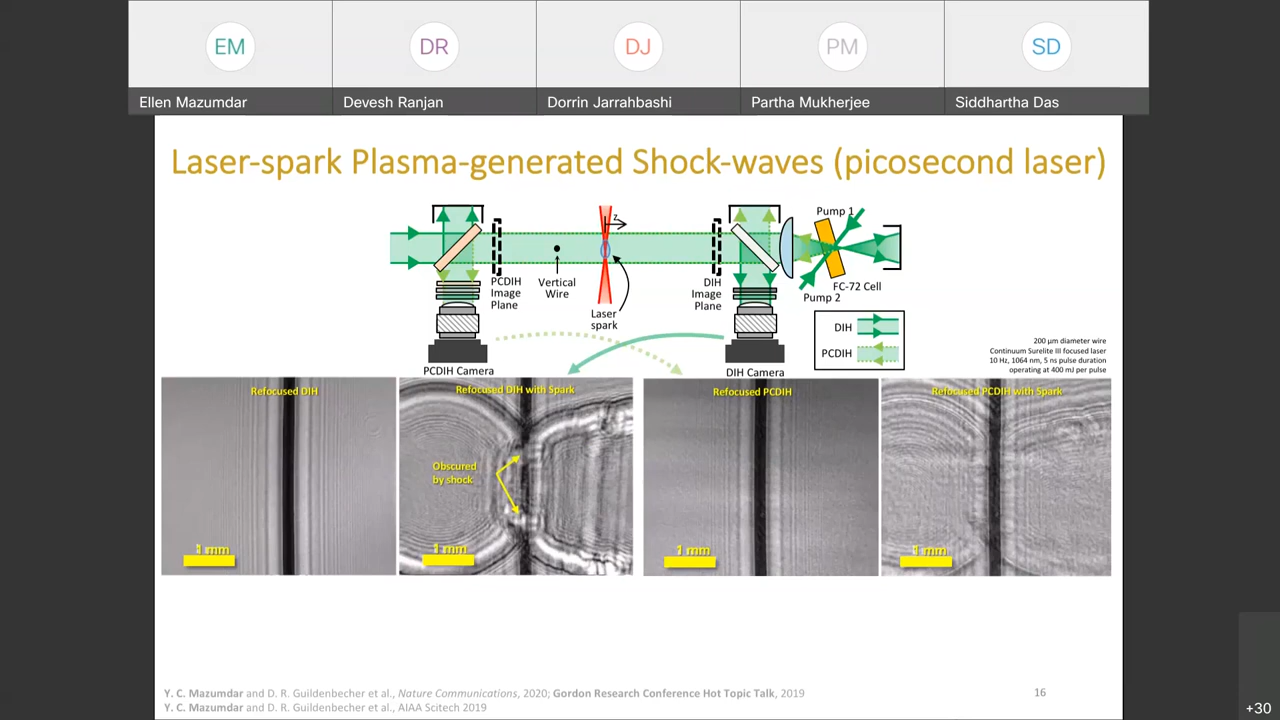 EM
DR
DJ
PM
SD
Ellen Mazumdar
Devesh Ranjan
Dorrin Jarrahbashi
Partha Mukherjee
Siddhartha Das
Laser-spark Plasma-generated Shock-waves (picosecond laser)
z
Pump 1
PCDIH
Image
Plane
Vertical
Wire
Laser
spark
DIH
Image
Plane
FC-72 Cell
Pump 2
DIH
PCDIH
PCDIH Camera
DIH Camera
200 µm diameter wire
Continuum Surelite III focused laser
10 Hz, 1064 nm, 5 ns pulse duration
operating at 400 mJ per pulse
Refocused DIH
1 mm
Refocused DIH with Spark
Obscured
by shock
1 mm
Refocused PCDIH
1 mm
Refocused PCDIH with Spark
1 mm
Y. C. Mazumdar and D. R. Guildenbecher et al., Nature Communications, 2020; Gordon Research Conference Hot Topic Talk, 2019
Y. C. Mazumdar and D. R. Guildenbecher et al., AIAA Scitech 2019
16
+30